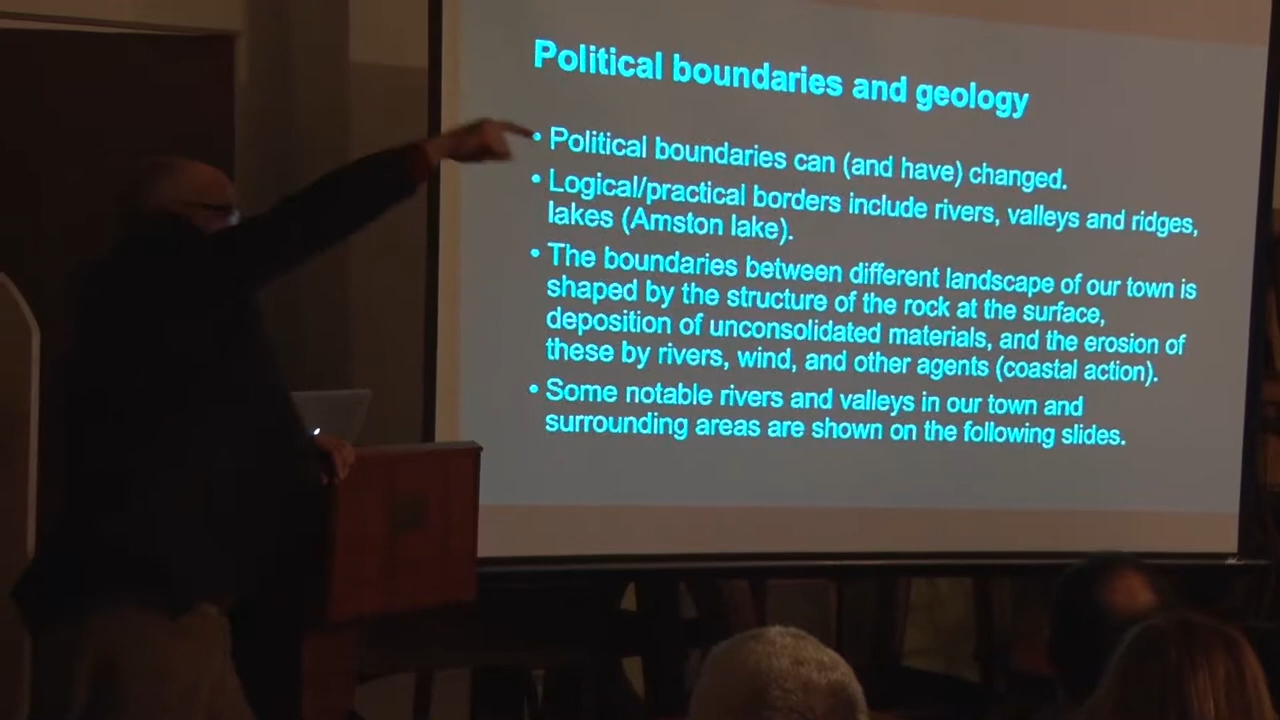 Political boundaries and geology
• Political boundaries can (and have) changed.
• Logical/practical borders include rivers, valleys and ridges,
lakes (Amston lake).
• The boundaries between different landscape of our town is
shaped by the structure of the rock at the surface,
deposition of unconsolidated materials, and the erosion of
these by rivers, wind, and other agents (coastal action).
• Some notable rivers and valleys in our town and
surrounding areas are shown on the following slides.